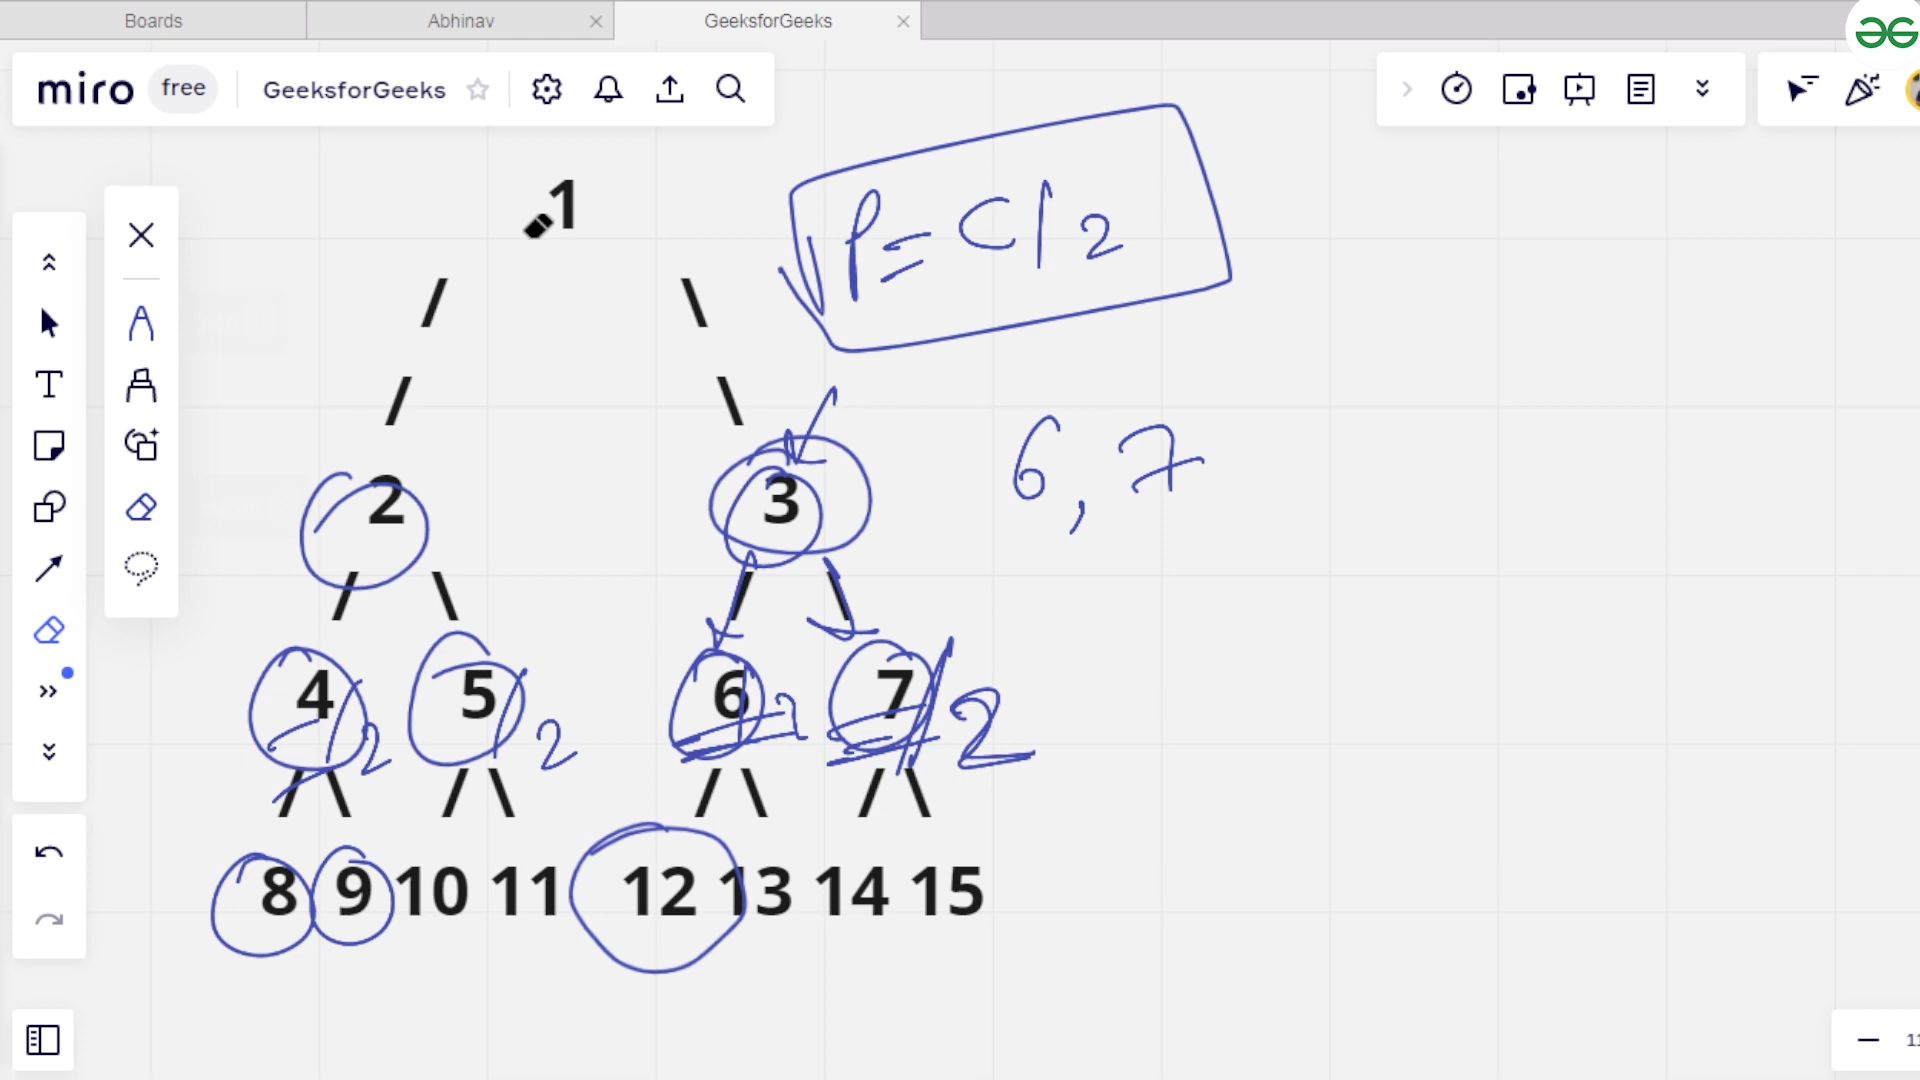 Boards Abhinav GeeksforGeeks
miro free GeeksforGeeks
1
P = C/2
2 3
6, 7
4/2 5/2 6/2 7/2
8 9 10 11 12 13 14 15